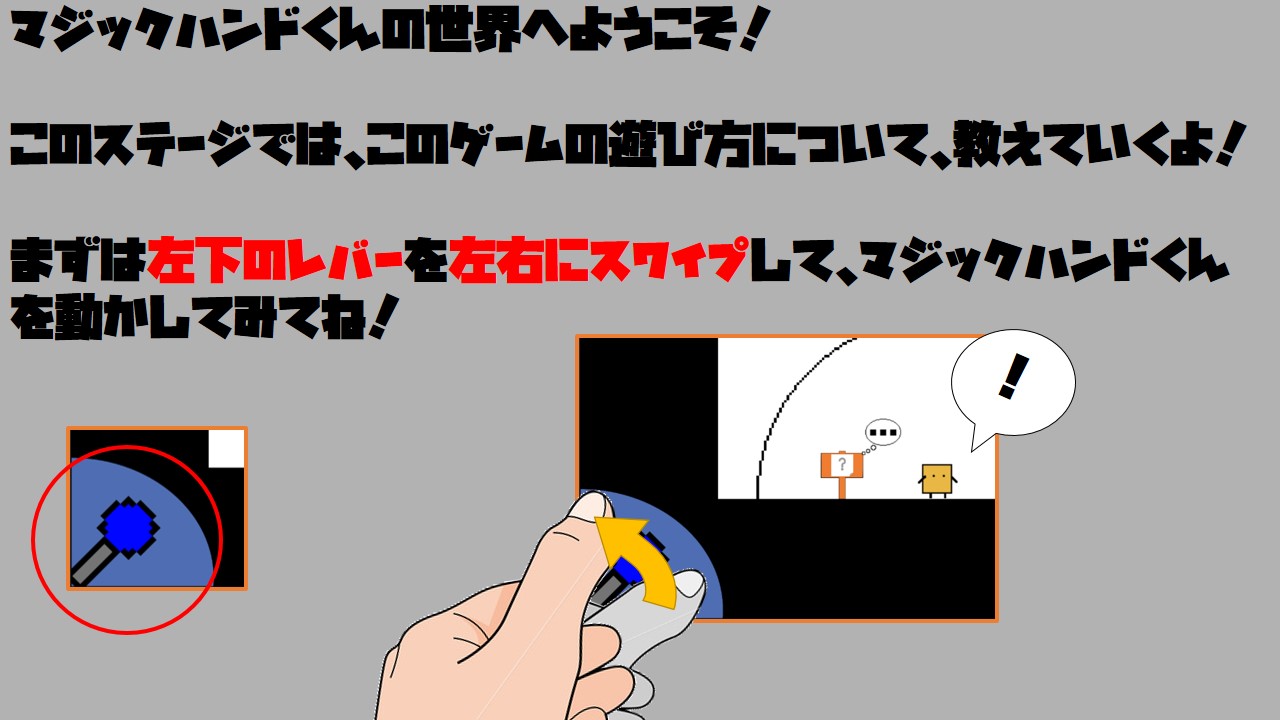 マジックハンドくんの世界へようこそ！
このステージでは、このゲームの遊び方について、教えていくよ！
まずは左下のレバーを左右にスワイプして、マジックハンドくん
を動かしてみてね！
！
…
?